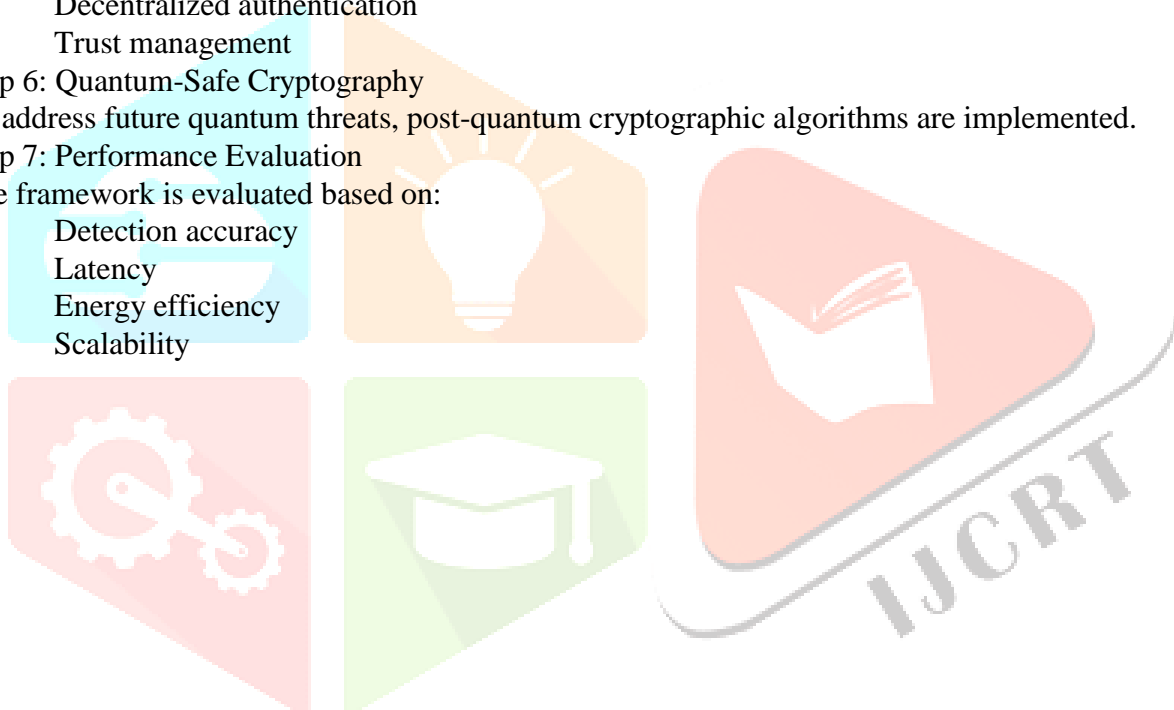 Decentralized authentication
Trust management
p 6: Quantum-Safe Cryptography
address future quantum threats, post-quantum cryptographic algorithms are implemented.
p 7: Performance Evaluation
e framework is evaluated based on:
Detection accuracy
Latency
Energy efficiency
Scalability
IJCRT